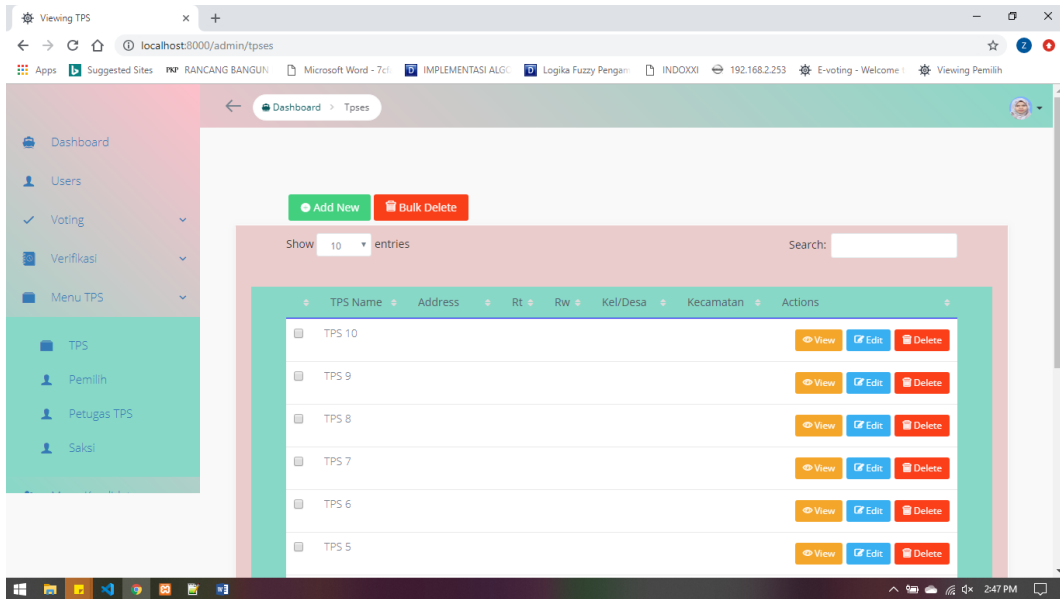 Viewing TPS
localhost:8000/admin/tpses
Apps Suggested Sites RANCANG BANGUN Microsoft Word - 7cf IMPLEMENTASI ALGO Logika Fuzzy Pengam INDOXXI 192.168.2.253 E-voting - Welcome Viewing Pemilih
Dashboard > Tpses
Dashboard
Users
Voting
Verifikasi
Menu TPS
TPS
Pemilih
Petugas TPS
Saksi
Add New Bulk Delete
Show 10 entries Search:
TPS Name Address Rt Rw Kel/Desa Kecamatan Actions
TPS 10 View Edit Delete
TPS 9 View Edit Delete
TPS 8 View Edit Delete
TPS 7 View Edit Delete
TPS 6 View Edit Delete
TPS 5 View Edit Delete
2:47 PM